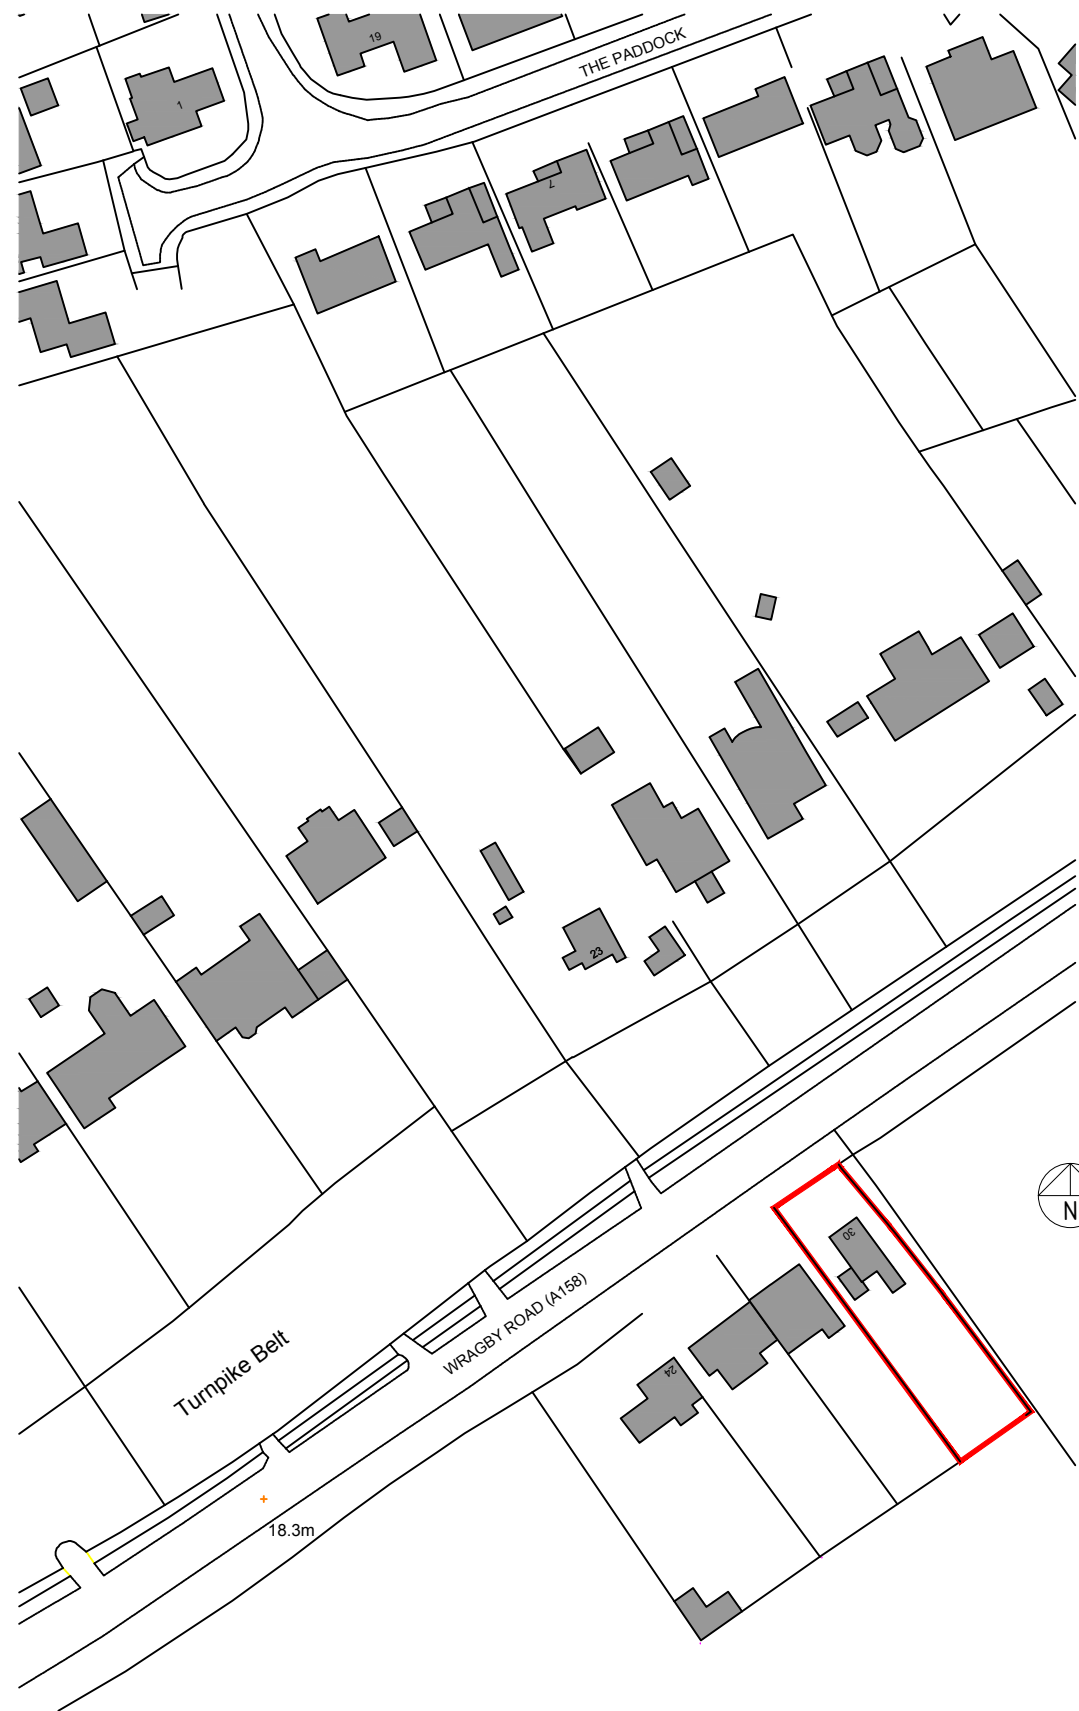 19
THE PADDOCK
1
7
23
N
30
WRAGBY ROAD (A158)
Turnpike Belt
24
18.3m